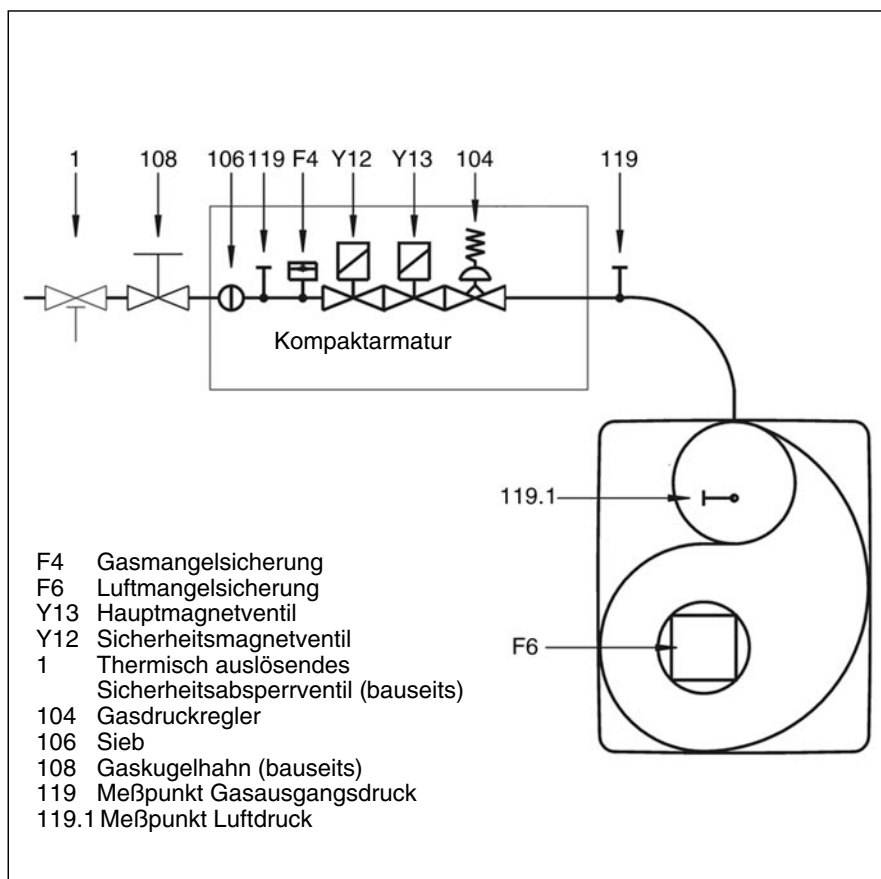 1 108 106 119 F4 Y12 Y13 104 119
Kompaktarmatur
119.1
F6
F4 Gasmangelsicherung
F6 Luftmangelsicherung
Y13 Hauptmagnetventil
Y12 Sicherheitsmagnetventil
1 Thermisch auslösendes
Sicherheitsabsperrventil (bauseits)
104 Gasdruckregler
106 Sieb
108 Gaskugelhahn (bauseits)
119 Meßpunkt Gasausgangsdruck
119.1 Meßpunkt Luftdruck